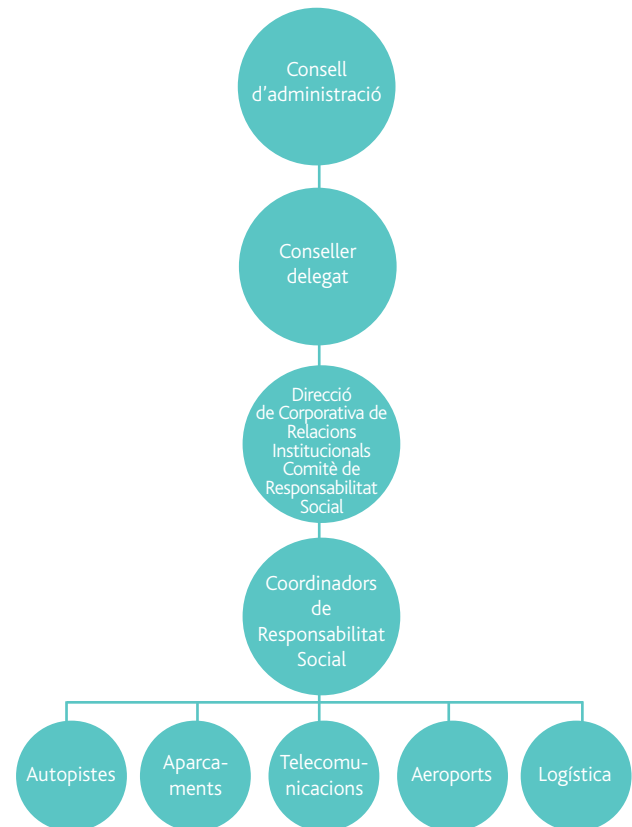 Consell
d'administració
Conseller
delegat
Direcció
de Corporativa de
Relacions
Institucionals
Comitè de
Responsabilitat
Social
Coordinadors
de
Responsabilitat
Social
Autopistes
Aparca-
ments
Telecomu-
nicacions
Aeroports
Logística